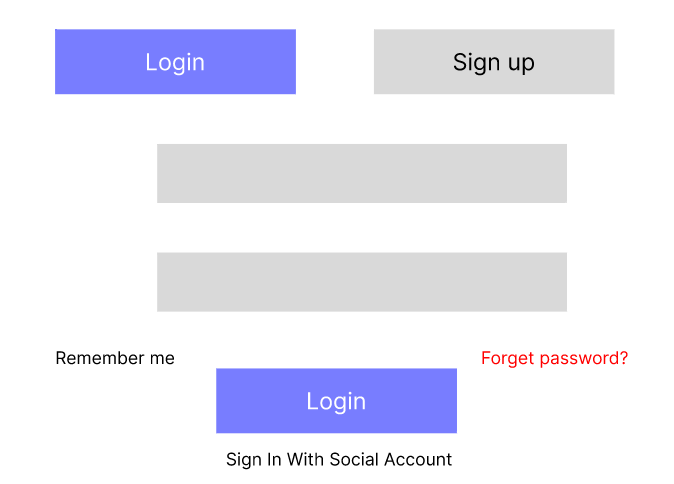 Login
Sign up
Remember me
Forget password?
Login
Sign In With Social Account